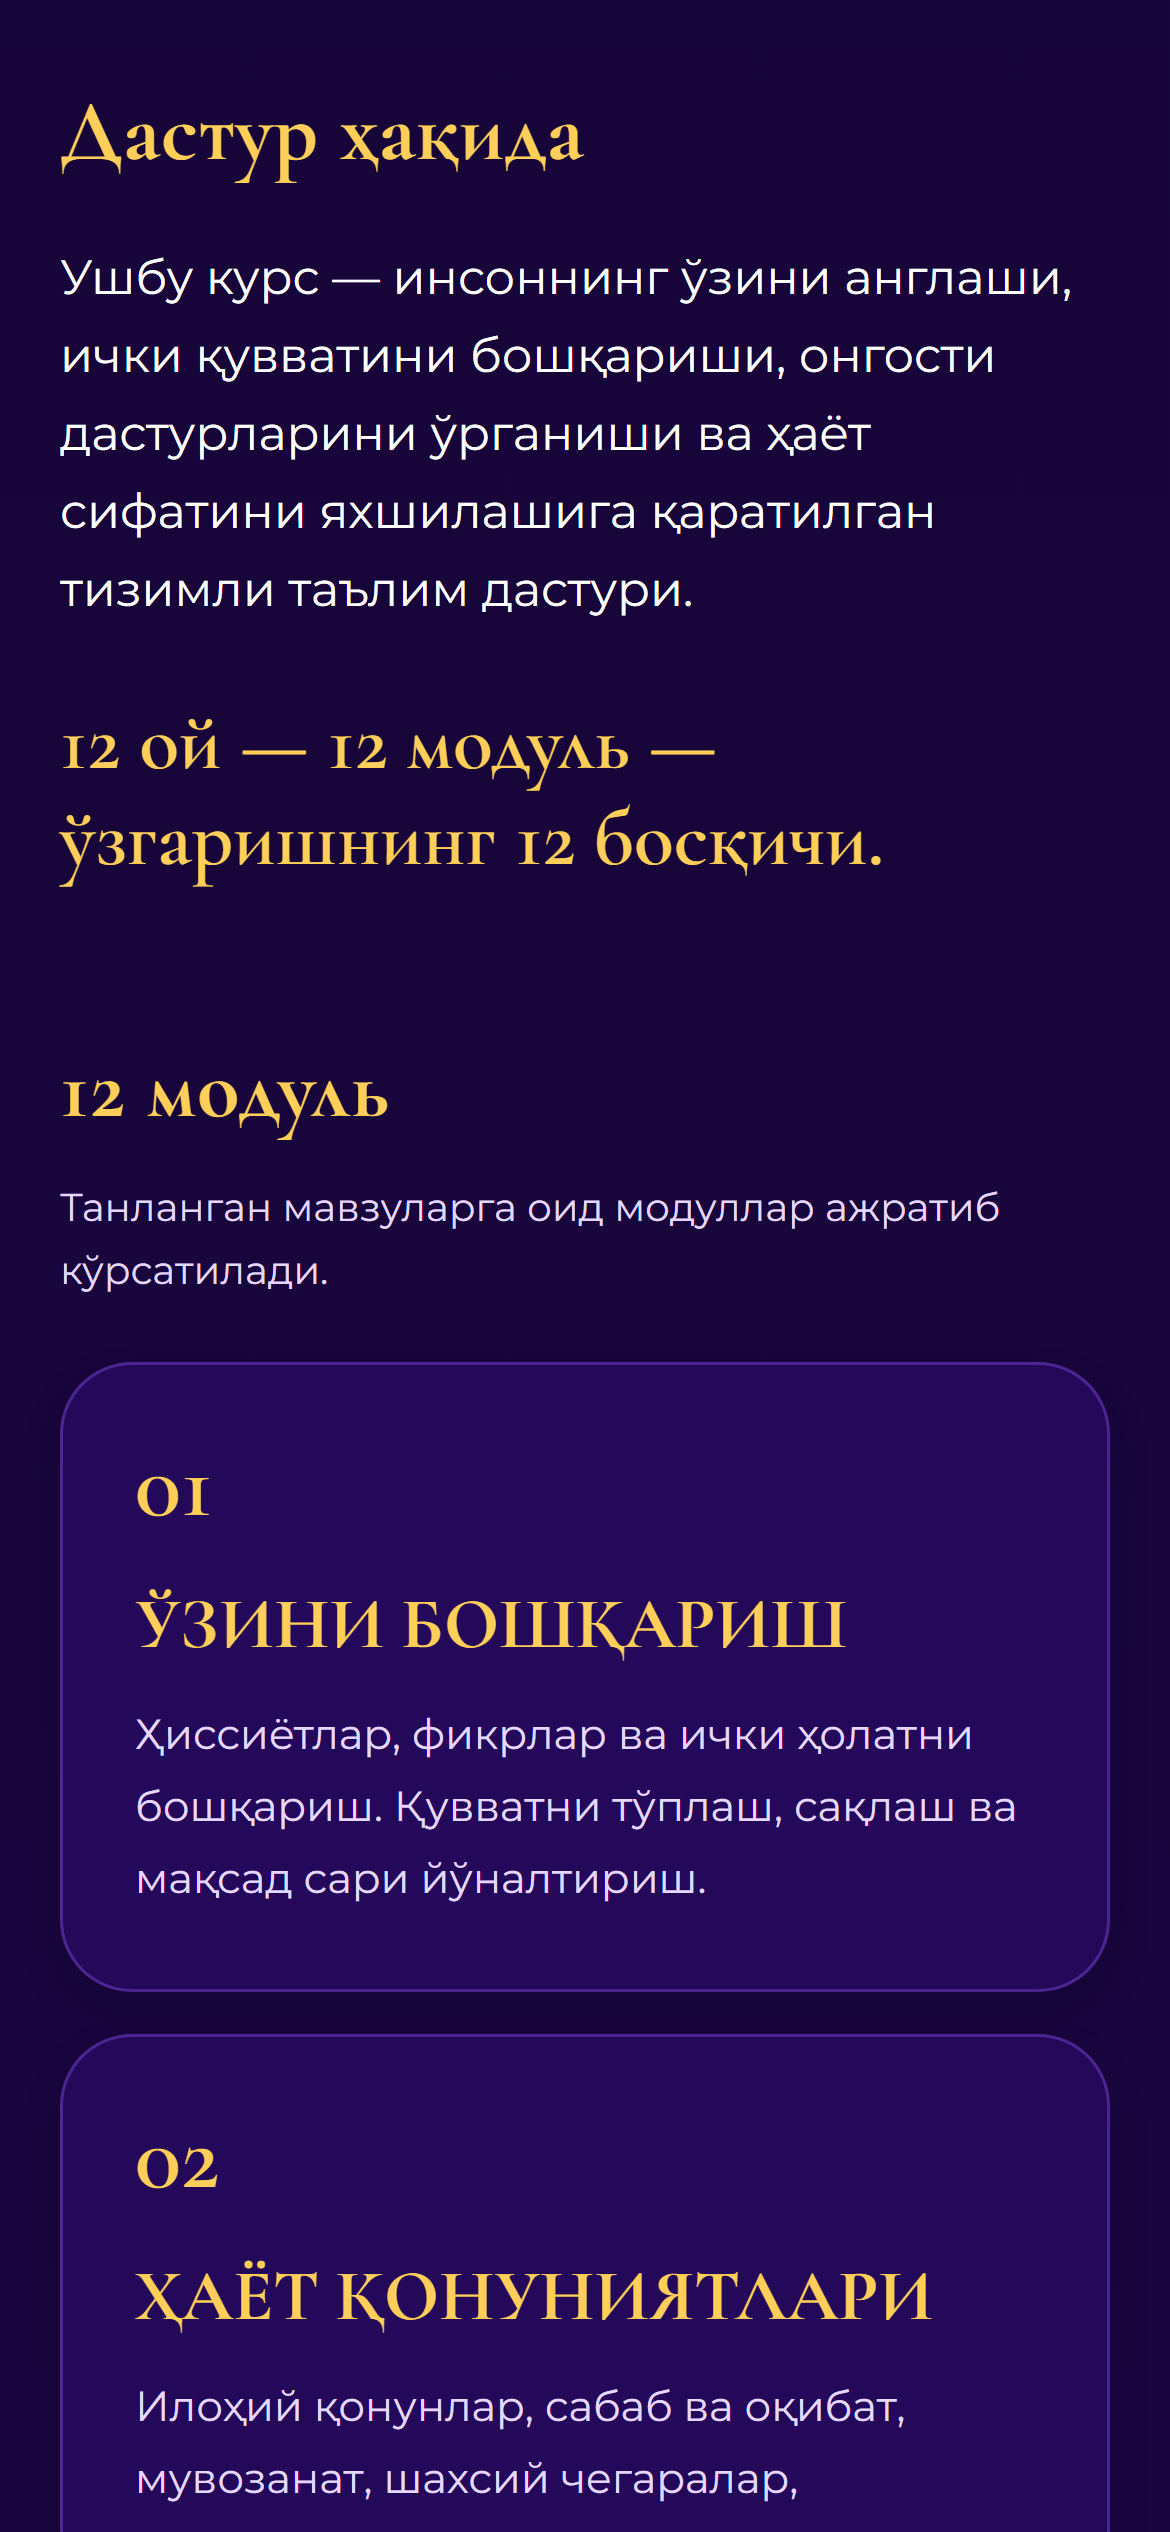 Дастур ҳақида
Ушбу курс — инсоннинг ўзини англаши,
ички қувватини бошқариши, онгости
дастурларини ўрганиши ва ҳаёт
сифатини яхшилашига қаратилган
тизимли таълим дастури.
12 ой — 12 модуль —
ўзгаришнинг 12 босқичи.
12 модуль
Танланган мавзуларга оид модуллар ажратиб
кўрсатилади.
01
ЎЗИНИ БОШҚАРИШ
Ҳиссиётлар, фикрлар ва ички ҳолатни
бошқариш. Қувватни тўплаш, сақлаш ва
мақсад сари йўналтириш.
02
ҲАЁТ ҚОНУНИЯТЛАРИ
Илоҳий қонунлар, сабаб ва оқибат,
мувозанат, шахсий чегаралар,